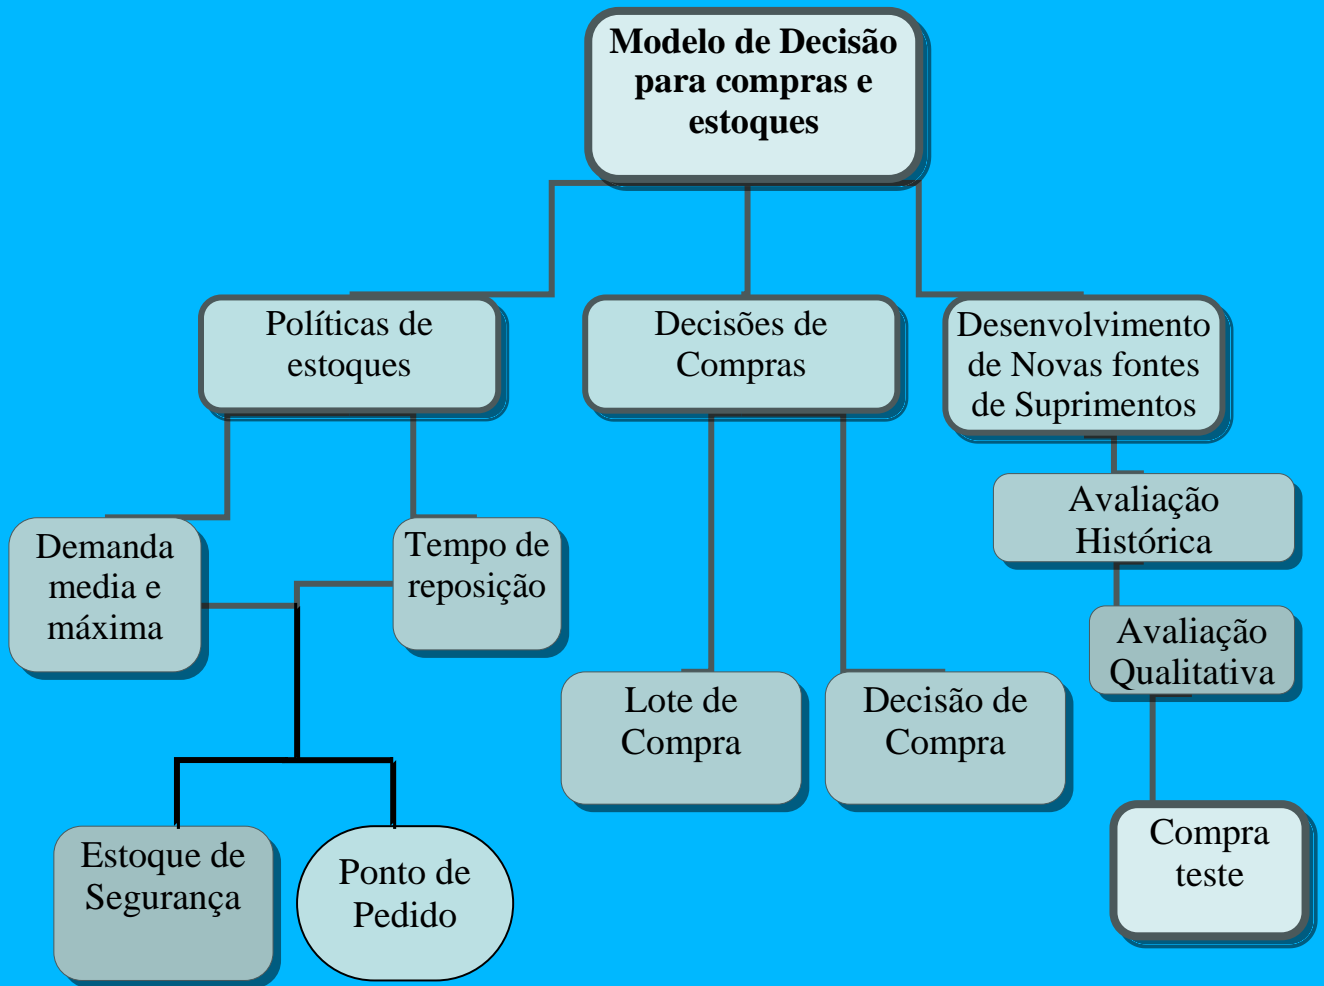 Modelo de Decisão
para compras e
estoques
Políticas de
estoques
Decisões de
Compras
Desenvolvimento
de Novas fontes
de Suprimentos
Demanda
media e
máxima
Tempo de
reposição
Avaliação
Histórica
Avaliação
Qualitativa
Lote de
Compra
Decisão de
Compra
Estoque de
Segurança
Ponto de
Pedido
Compra
teste